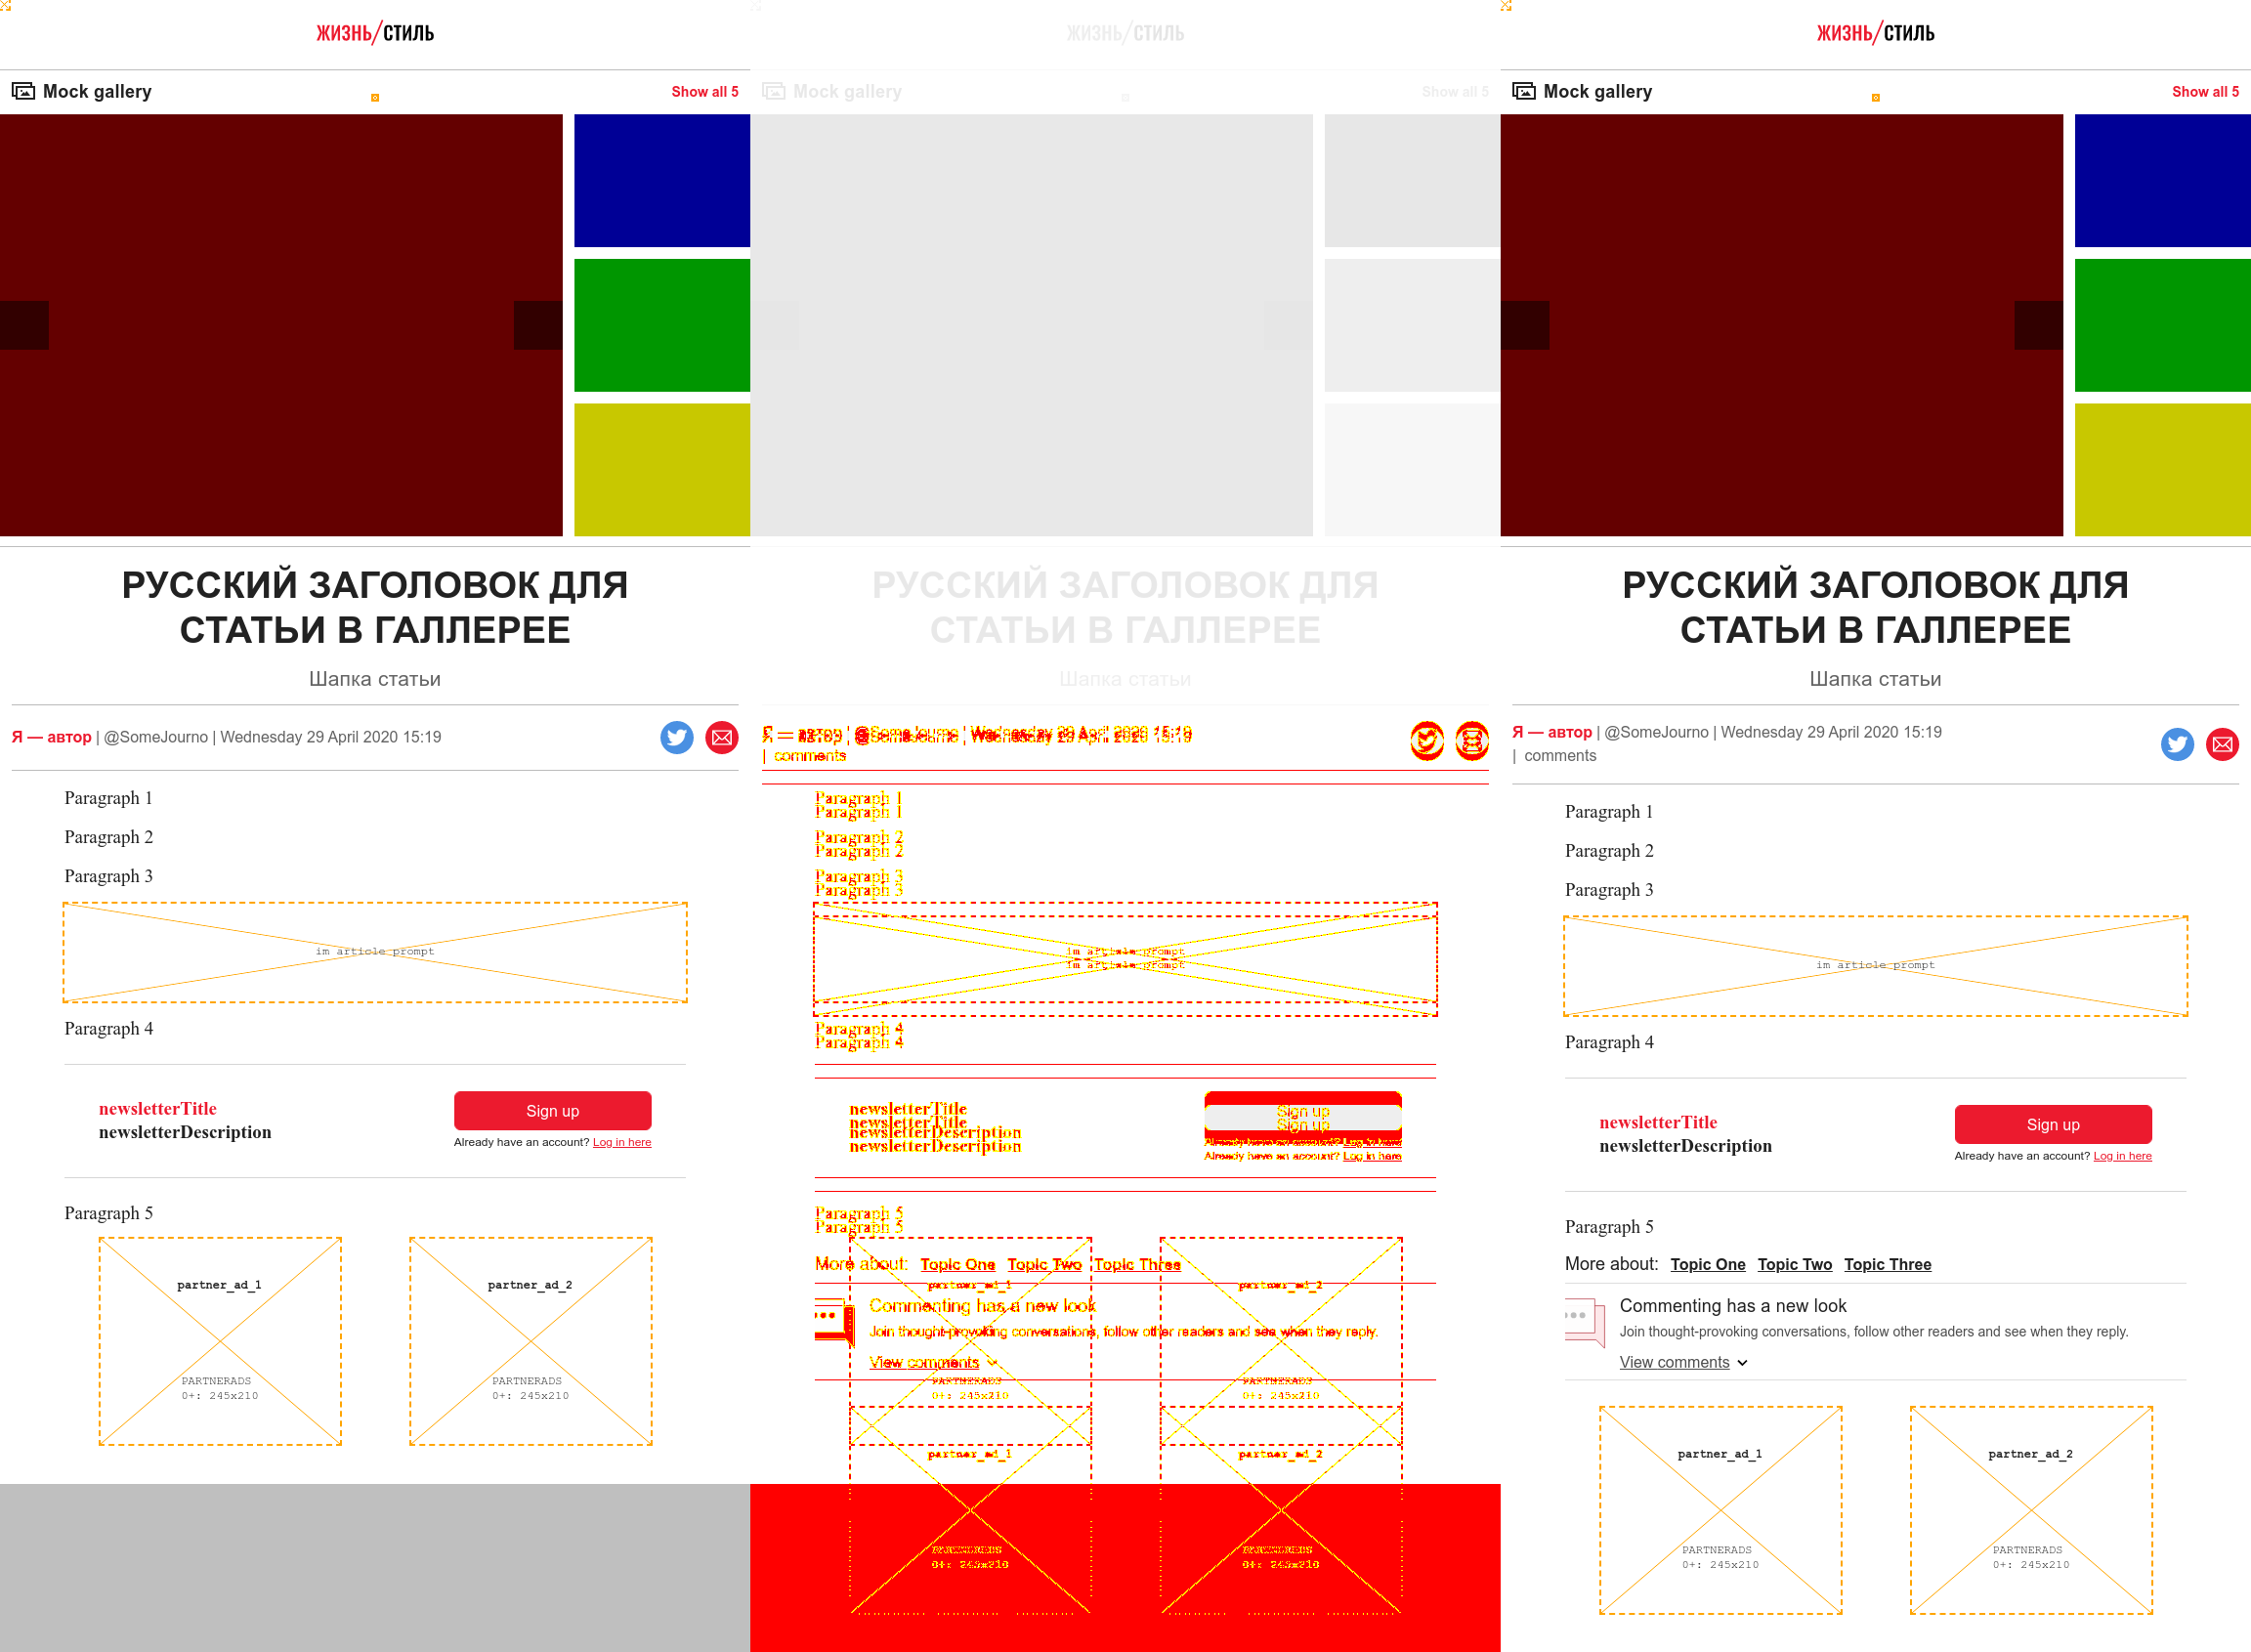 ЖИЗНЬ/СТИЛЬ
Mock gallery
Show all 5
РУССКИЙ ЗАГОЛОВОК ДЛЯ
СТАТЬИ В ГАЛЛЕРЕЕ
Шапка статьи
Я — автор | @SomeJourno | Wednesday 29 April 2020 15:19
Paragraph 1
Paragraph 2
Paragraph 3
im article prompt
Paragraph 4
newsletterTitle
newsletterDescription
Sign up
Already have an account? Log in here
Paragraph 5
partner_ad_1
PARTNERADS
0+: 245x210
partner_ad_2
PARTNERADS
0+: 245x210
ЖИЗНЬ/СТИЛЬ
Mock gallery
Show all 5
РУССКИЙ ЗАГОЛОВОК ДЛЯ
СТАТЬИ В ГАЛЛЕРЕЕ
Шапка статьи
| comments
Paragraph 1
Paragraph 1
Paragraph 2
Paragraph 2
Paragraph 3
Paragraph 3
im article prompt
im article prompt
Paragraph 4
Paragraph 4
newsletterTitle
newsletterTitle
newsletterDescription
newsletterDescription
Sign up
Sign up
Already have an account? Log in here
Already have an account? Log in here
Paragraph 5
Paragraph 5
More about: Topic One Topic Two Topic Three
partner_ad_1
partner_ad_2
Commenting has a new look
Join thought-provoking conversations, follow other readers and see when they reply.
View comments
PARTNERADS
0+: 245x210
PARTNERADS
0+: 245x210
partner_ad_1
partner_ad_2
PARTNERADS
0+: 245x210
PARTNERADS
0+: 245x210
ЖИЗНЬ/СТИЛЬ
Mock gallery
Show all 5
РУССКИЙ ЗАГОЛОВОК ДЛЯ
СТАТЬИ В ГАЛЛЕРЕЕ
Шапка статьи
Я — автор | @SomeJourno | Wednesday 29 April 2020 15:19
| comments
Paragraph 1
Paragraph 2
Paragraph 3
im article prompt
Paragraph 4
newsletterTitle
newsletterDescription
Sign up
Already have an account? Log in here
Paragraph 5
More about: Topic One Topic Two Topic Three
Commenting has a new look
Join thought-provoking conversations, follow other readers and see when they reply.
View comments
partner_ad_1
PARTNERADS
0+: 245x210
partner_ad_2
PARTNERADS
0+: 245x210